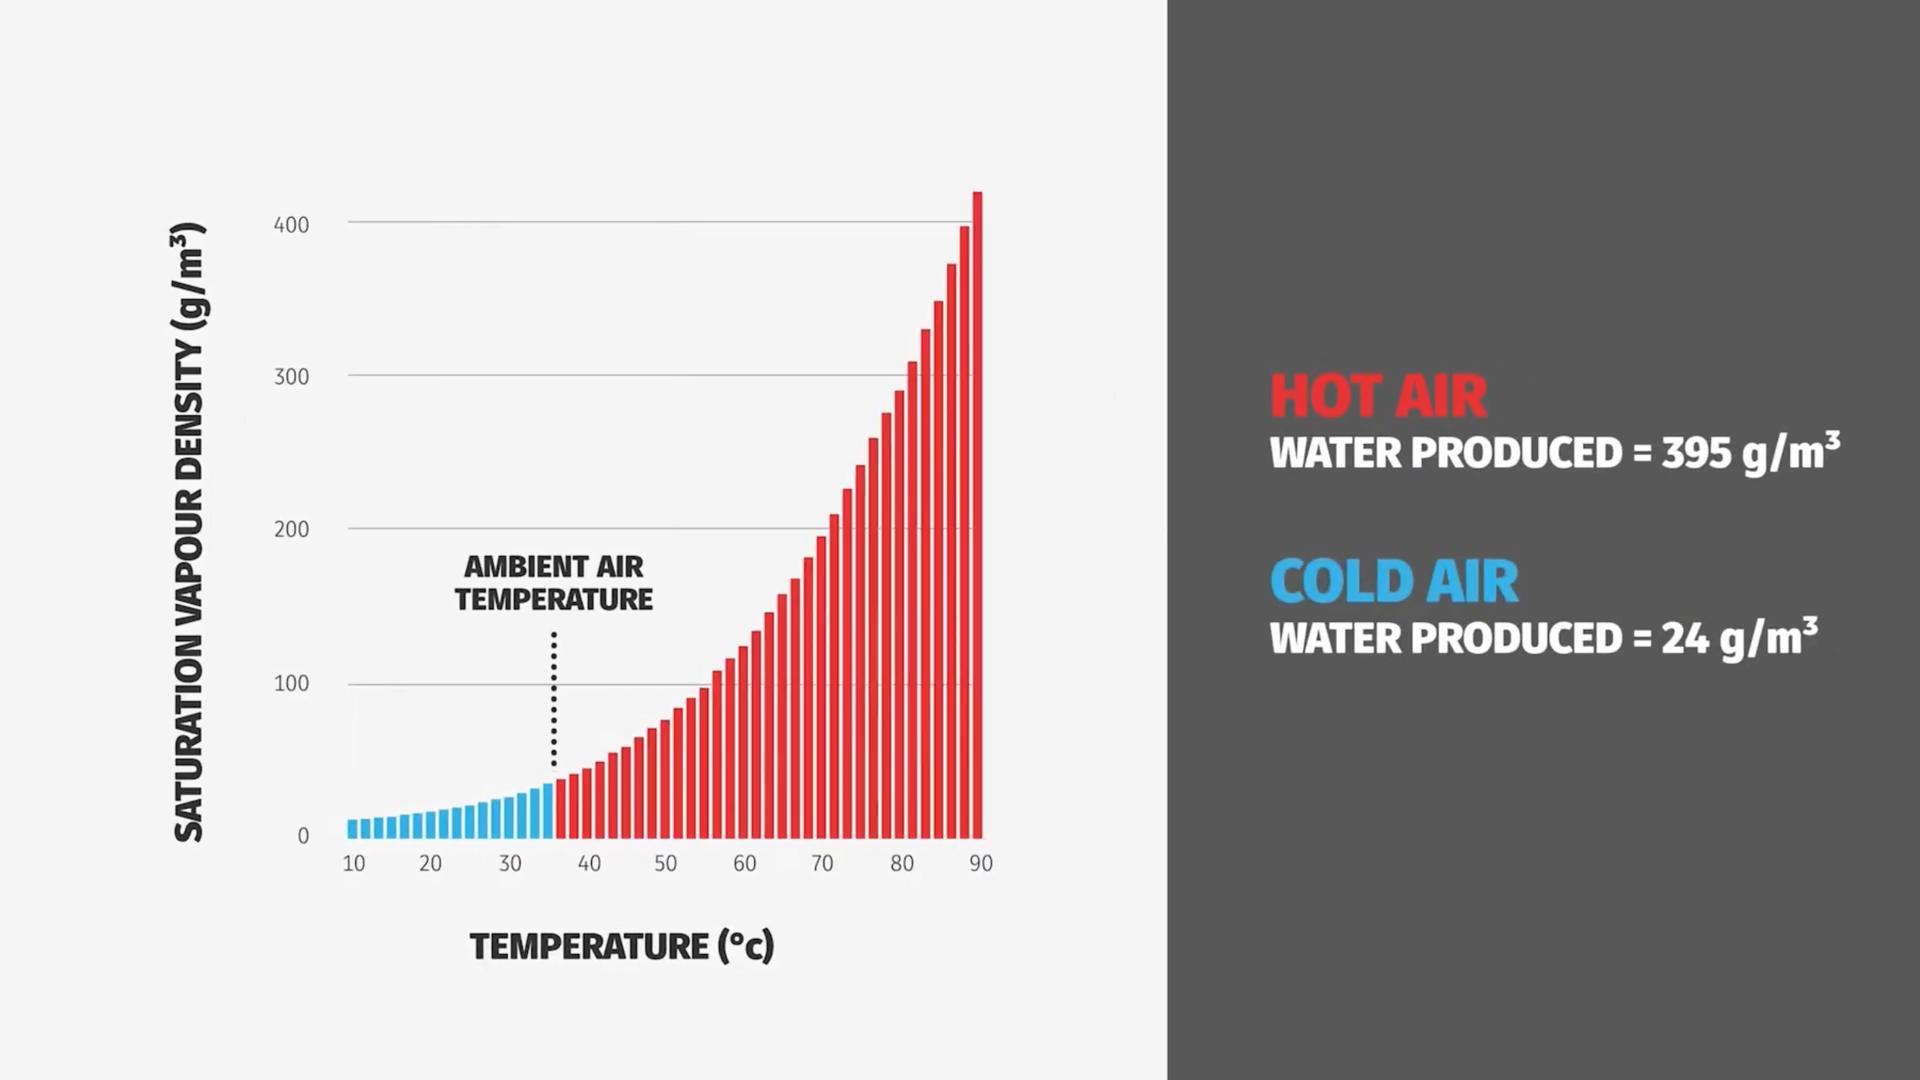 SATURATION VAPOUR DENSITY (g/m³)
400
300
200
100
0
AMBIENT AIR
TEMPERATURE
10 20 30 40 50 60 70 80 90
TEMPERATURE (°c)
HOT AIR
WATER PRODUCED = 395 g/m³
COLD AIR
WATER PRODUCED = 24 g/m³